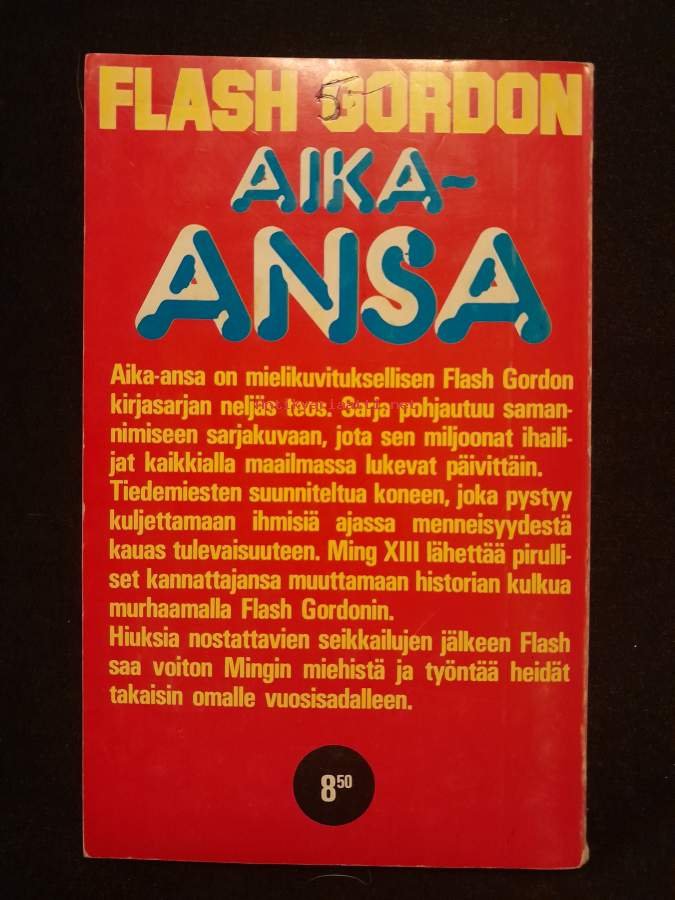 FLASH GORDON
5-
AIKA-
ANSA
Aika-ansa on mielikuvituksellisen Flash Gordon
kirjasarjan neljäs teos. Sarja pohjautuu saman-
nimiseen sarjakuvaan, jota sen miljoonat ihaili-
jat kaikkialla maailmassa lukevat päivittäin.
Tiedemiesten suunniteltua koneen, joka pystyy
kuljettamaan ihmisiä ajassa menneisyydestä
kauas tulevaisuuteen. Ming XIII lähettää pirulli-
set kannattajansa muuttamaan historian kulkua
murhaamalla Flash Gordonin.
Hiuksia nostattavien seikkailujen jälkeen Flash
saa voiton Mingin miehistä ja työntää heidät
takaisin omalle vuosisadalleen.
8 50